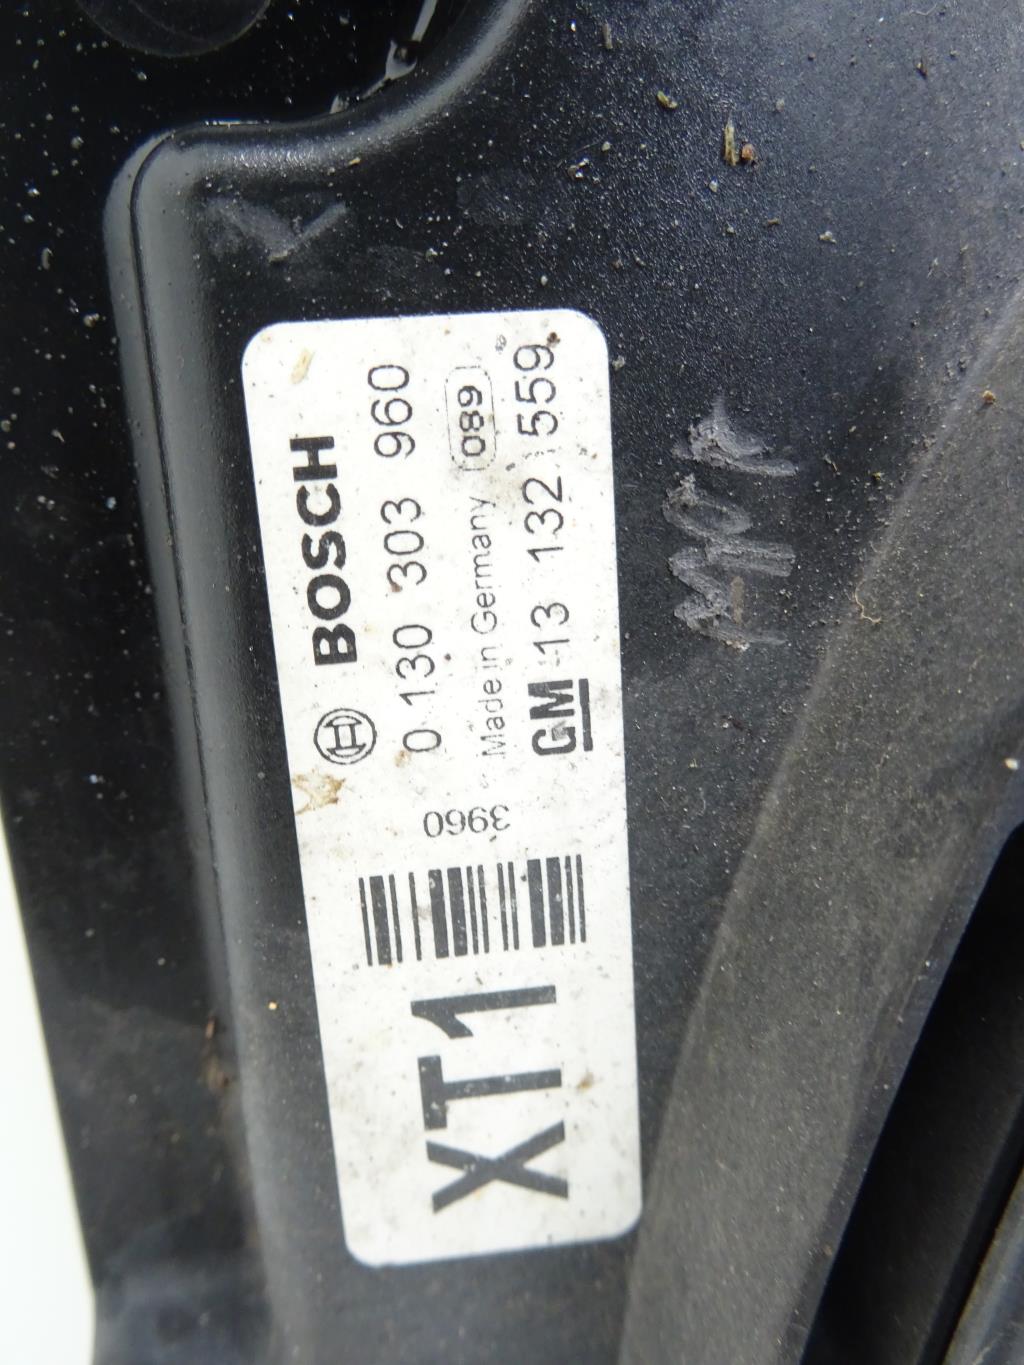 BOSCH
0 130 303 960
Made in Germany 089
GM 13 132 559
3960
XT1